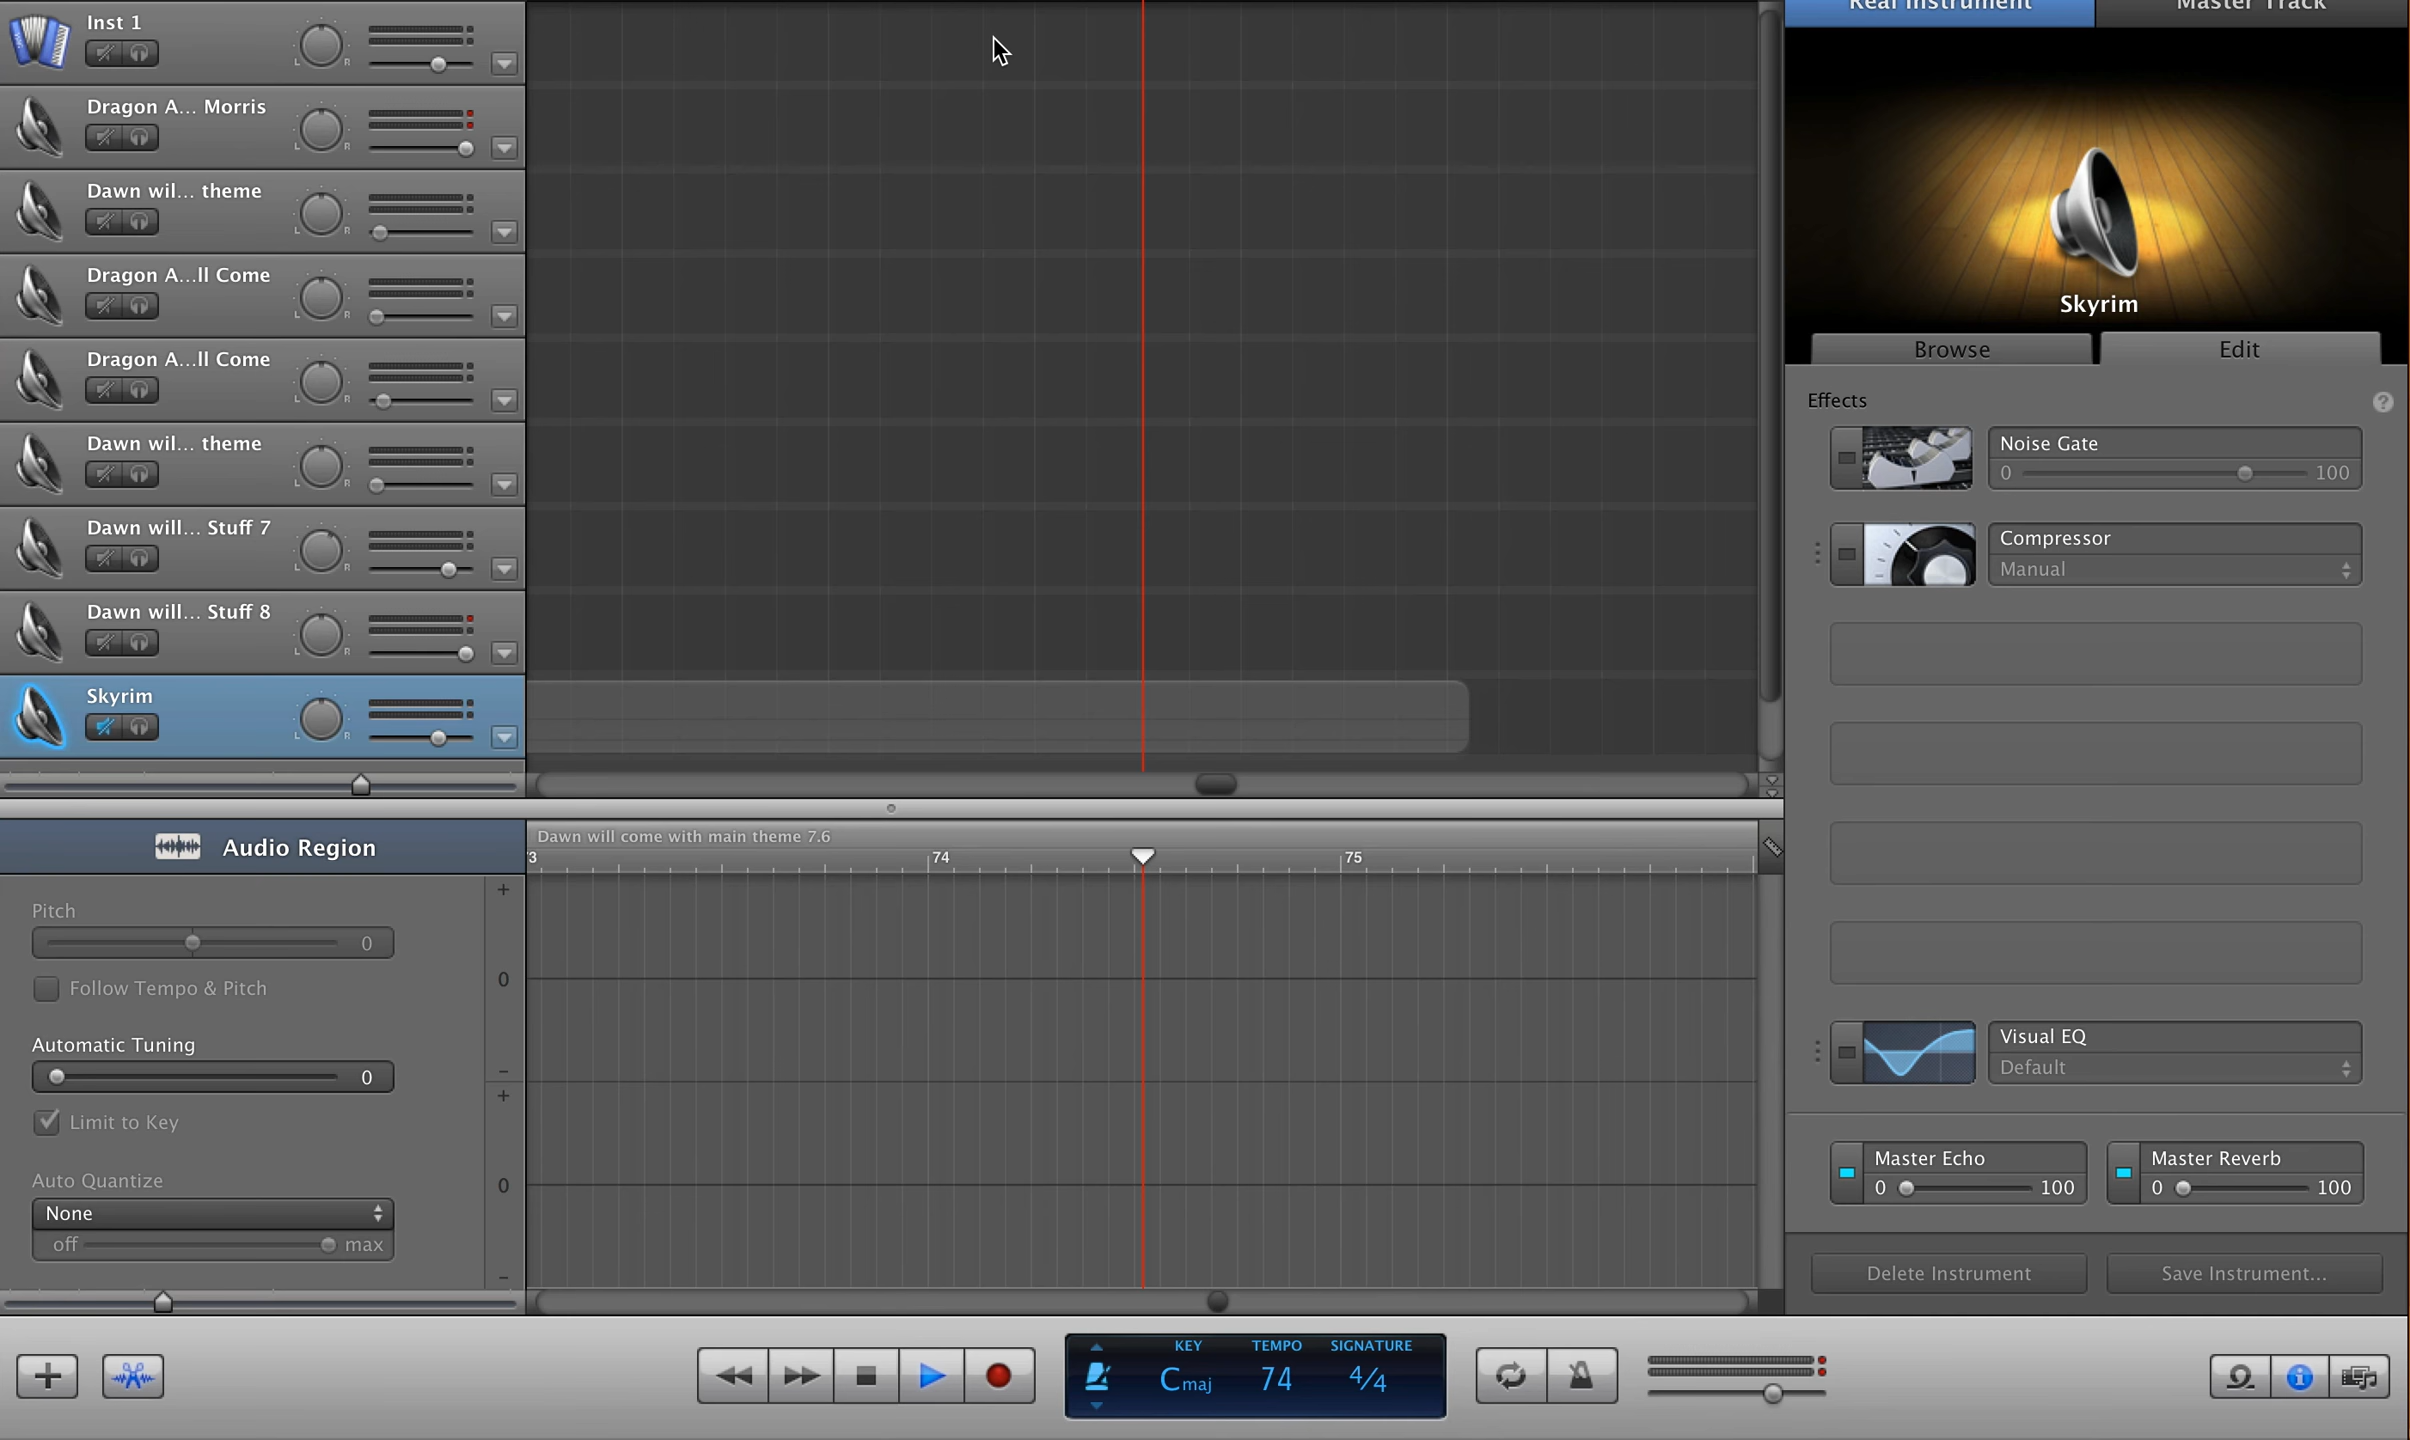 Inst 1
Real Instrument
Master Track
Dragon A... Morris
Dawn wil... theme
Dragon A...ll Come
Skyrim
Dragon A...ll Come
Browse
Edit
Effects
Dawn wil... theme
Noise Gate
0 100
Dawn will... Stuff 7
Compressor
Manual
Dawn will... Stuff 8
Skyrim
Audio Region
Dawn will come with main theme 7.6
3 74 75
Pitch
0
Follow Tempo & Pitch
Automatic Tuning
0
Limit to Key
Auto Quantize
None
off max
+
0
–
+
0
–
Visual EQ
Default
Master Echo
0 100
Master Reverb
0 100
Delete Instrument
Save Instrument...
KEY TEMPO SIGNATURE
Cmaj 74 4/4